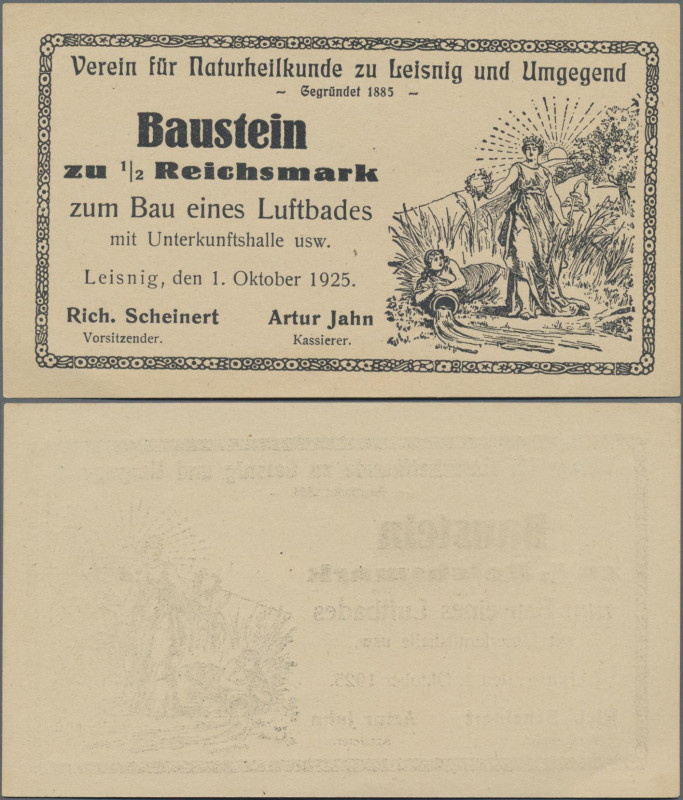 Verein für Naturheilkunde zu Leisnig und Umgegend
~ Gegründet 1885 ~
Baustein
zu 1/2 Reichsmark
zum Bau eines Luftbades
mit Unterkunftshalle usw.
Leisnig, den 1. Oktober 1925.
Rich. Scheinert Artur Jahn
Vorsitzender. Kassierer.